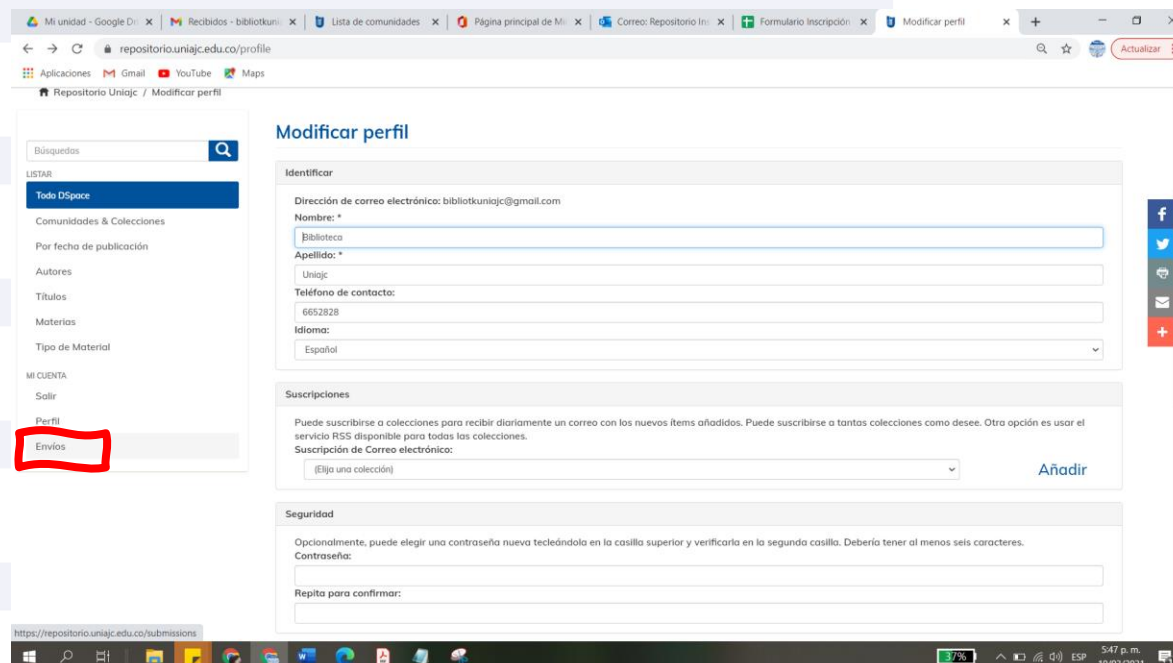 Mi unidad - Google Dri
Recibidos - bibliotkunia
Lista de comunidades
Página principal de Mic
Correo: Repositorio Ins
Formulario Inscripción
Modificar perfil
repositorio.uniajc.edu.co/profile
Actualizar
Aplicaciones Gmail YouTube Maps
Repositorio Uniajc / Modificar perfil
Búsquedas
LISTAR
Todo DSpace
Comunidades & Colecciones
Por fecha de publicación
Autores
Títulos
Materias
Tipo de Material
MI CUENTA
Salir
Perfil
Envíos
Modificar perfil
Identificar
Dirección de correo electrónico: bibliotkuniajc@gmail.com
Nombre: *
Biblioteca
Apellido: *
Uniajc
Teléfono de contacto:
6652828
Idioma:
Español
Suscripciones
Puede suscribirse a colecciones para recibir diariamente un correo con los nuevos ítems añadidos. Puede suscribirse a tantas colecciones como desee. Otra opción es usar el
servicio RSS disponible para todas las colecciones.
Suscripción de Correo electrónico:
(Elija una colección)
Añadir
Seguridad
Opcionalmente, puede elegir una contraseña nueva tecleándola en la casilla superior y verificarla en la segunda casilla. Debería tener al menos seis caracteres.
Contraseña:
Repita para confirmar:
https://repositorio.uniajc.edu.co/submissions
37%
ESP
5:47 p. m.